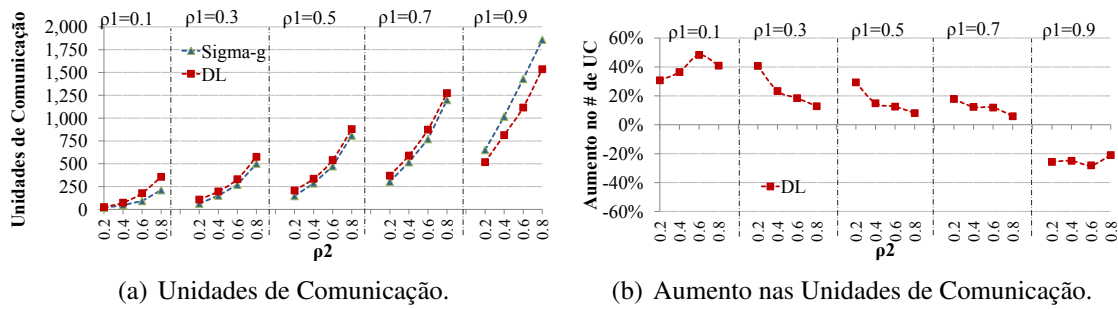 ρ1=0.1 ρ1=0.3 ρ1=0.5 ρ1=0.7 ρ1=0.9
Unidades de Comunicação
2,000
1,750
1,500
1,250
1,000
750
500
250
0
Sigma-g
DL
0.2 0.4 0.6 0.8 0.2 0.4 0.6 0.8 0.2 0.4 0.6 0.8 0.2 0.4 0.6 0.8 0.2 0.4 0.6 0.8
ρ2
(a) Unidades de Comunicação.
ρ1=0.1 ρ1=0.3 ρ1=0.5 ρ1=0.7 ρ1=0.9
Aumento no # de UC
60%
40%
20%
0%
-20%
-40%
-60%
DL
0.2 0.4 0.6 0.8 0.2 0.4 0.6 0.8 0.2 0.4 0.6 0.8 0.2 0.4 0.6 0.8 0.2 0.4 0.6 0.8
ρ2
(b) Aumento nas Unidades de Comunicação.